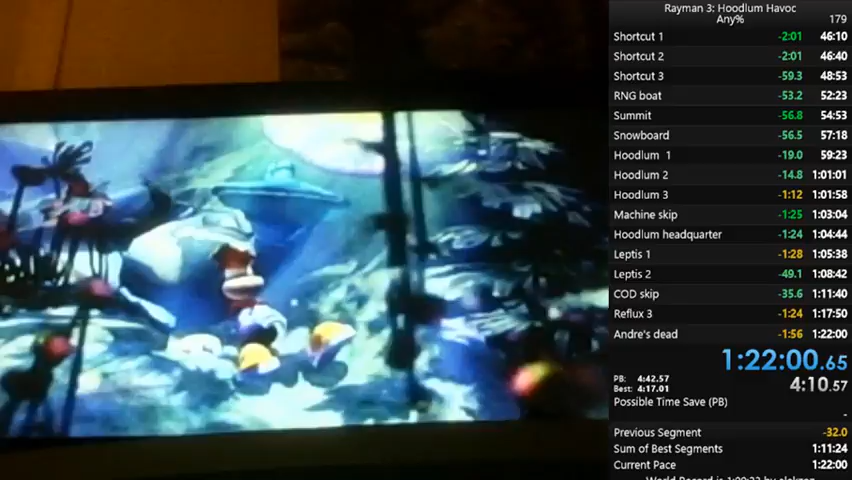 Rayman 3: Hoodlum Havoc
Any% 179
Shortcut 1 -2:01 46:10
Shortcut 2 -2:01 46:40
Shortcut 3 -59.3 48:53
RNG boat -53.2 52:23
Summit -56.8 54:53
Snowboard -56.5 57:18
Hoodlum 1 -19.0 59:23
Hoodlum 2 -14.8 1:01:01
Hoodlum 3 -1:12 1:01:58
Machine skip -1:25 1:03:04
Hoodlum headquarter -1:24 1:04:44
Leptis 1 -1:28 1:05:38
Leptis 2 -49.1 1:08:42
COD skip -35.6 1:11:40
Reflux 3 -1:24 1:17:50
Andre's dead -1:56 1:22:00
1:22:00.65
PB: 4:42.57
Best: 4:17.01
4:10.57
Possible Time Save (PB)
-
Previous Segment -32.0
Sum of Best Segments 1:11:24
Current Pace 1:22:00
World Record is